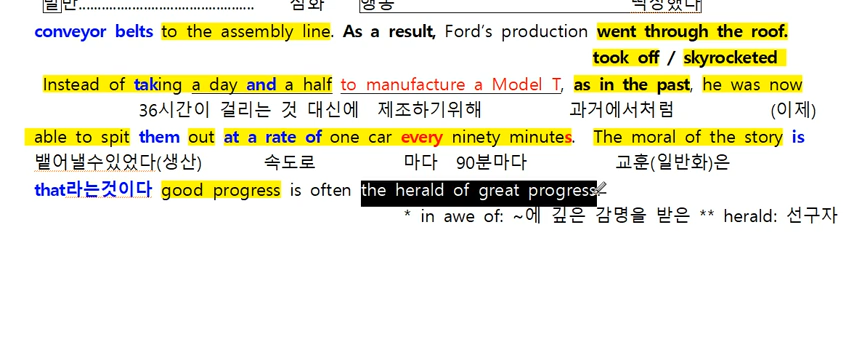 일반............................................ 심화 행동
conveyor belts to the assembly line. As a result, Ford's production went through the roof.
took off / skyrocketed
Instead of taking a day and a half to manufacture a Model T, as in the past, he was now
36시간이 걸리는 것 대신에 제조하기위해 과거에서처럼 (이제)
able to spit them out at a rate of one car every ninety minutes. The moral of the story is
뱉어낼수있었다(생산) 속도로 마다 90분마다 교훈(일반화)은
that라는것이다 good progress is often the herald of great progress
* in awe of: ~에 깊은 감명을 받은 ** herald: 선구자